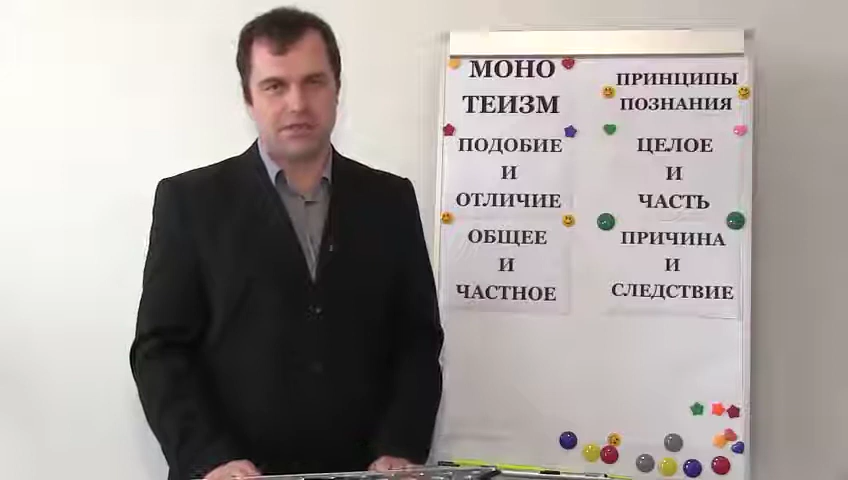 МОНО
ТЕИЗМ
ПРИНЦИПЫ
ПОЗНАНИЯ
ПОДОБИЕ
И
ОТЛИЧИЕ
ЦЕЛОЕ
И
ЧАСТЬ
ОБЩЕЕ
И
ЧАСТНОЕ
ПРИЧИНА
И
СЛЕДСТВИЕ